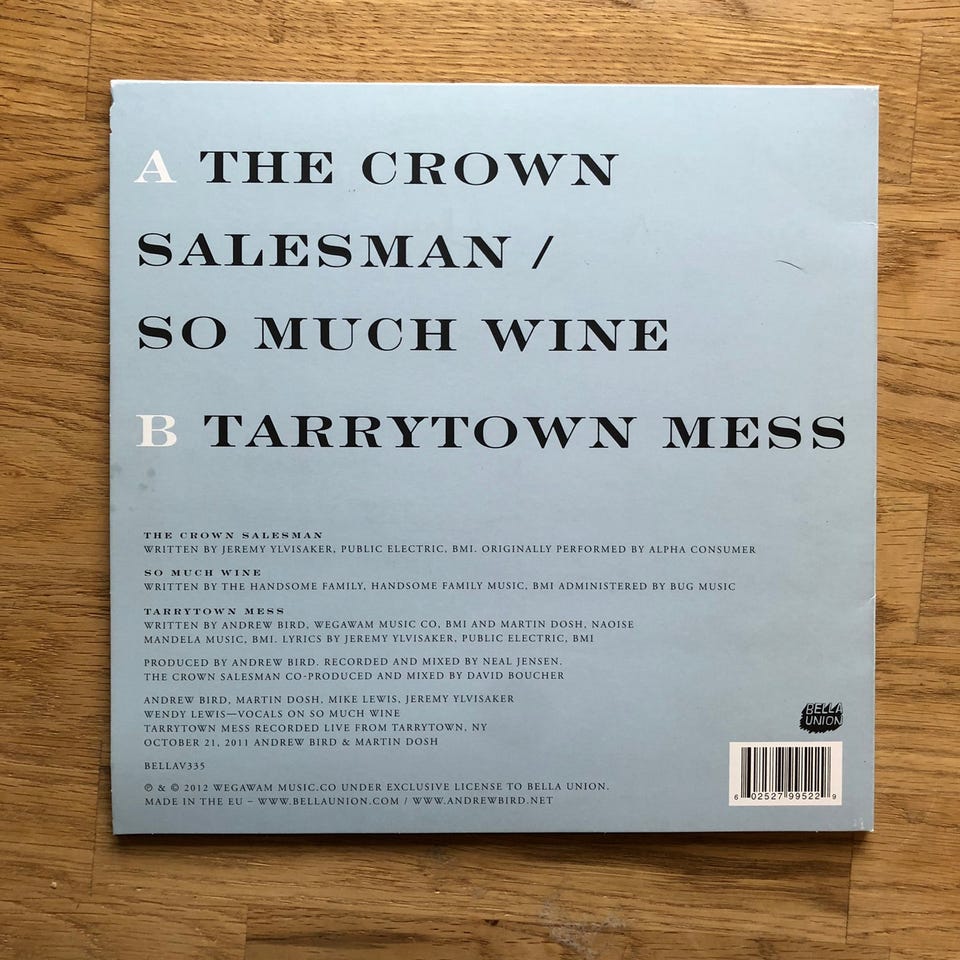 A THE CROWN
SALESMAN /
SO MUCH WINE
B TARRYTOWN MESS
THE CROWN SALESMAN
WRITTEN BY JEREMY YLVISAKER, PUBLIC ELECTRIC, BMI. ORIGINALLY PERFORMED BY ALPHA CONSUMER
SO MUCH WINE
WRITTEN BY THE HANDSOME FAMILY, HANDSOME FAMILY MUSIC, BMI ADMINISTERED BY BUG MUSIC
TARRYTOWN MESS
WRITTEN BY ANDREW BIRD, WEGAWAM MUSIC CO, BMI AND MARTIN DOSH, NAOISE
MANDELA MUSIC, BMI. LYRICS BY JEREMY YLVISAKER, PUBLIC ELECTRIC, BMI
PRODUCED BY ANDREW BIRD. RECORDED AND MIXED BY NEAL JENSEN.
THE CROWN SALESMAN CO-PRODUCED AND MIXED BY DAVID BOUCHER
ANDREW BIRD, MARTIN DOSH, MIKE LEWIS, JEREMY YLVISAKER
WENDY LEWIS—VOCALS ON SO MUCH WINE
TARRYTOWN MESS RECORDED LIVE FROM TARRYTOWN, NY
OCTOBER 21, 2011 ANDREW BIRD & MARTIN DOSH
BELLAV335
℗ & © 2012 WEGAWAM MUSIC.CO UNDER EXCLUSIVE LICENSE TO BELLA UNION.
MADE IN THE EU – WWW.BELLAUNION.COM / WWW.ANDREWBIRD.NET
BELLA
UNION
6 02527 99522 9